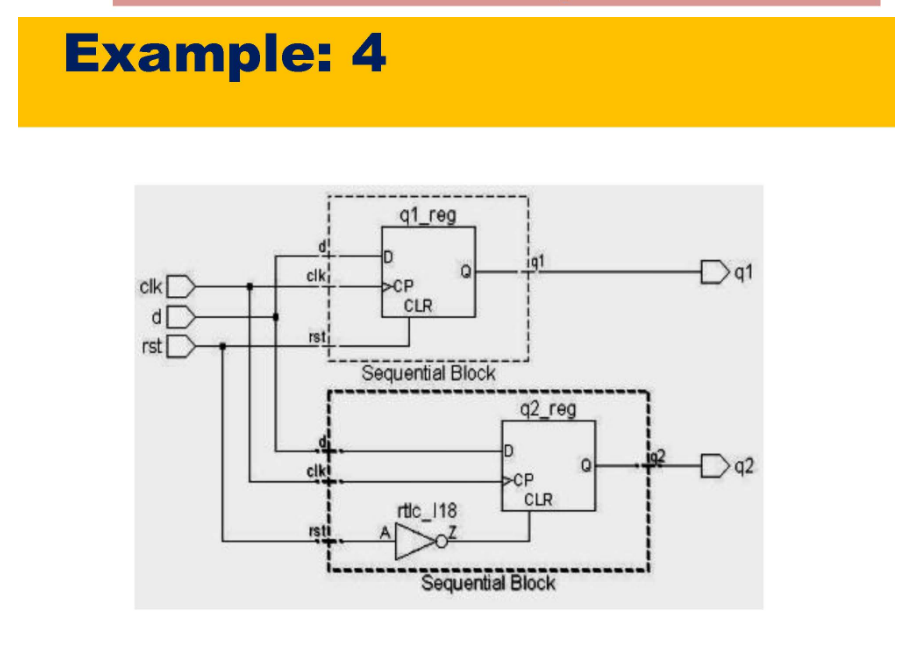 Example: 4
q1_reg
d
D
clk
CP
Q
q1
q1
CLR
clk
d
rst
rst
Sequential Block
q2_reg
d
D
clk
CP
Q
q2
q2
CLR
rtlc_I18
rst
A
Z
Sequential Block